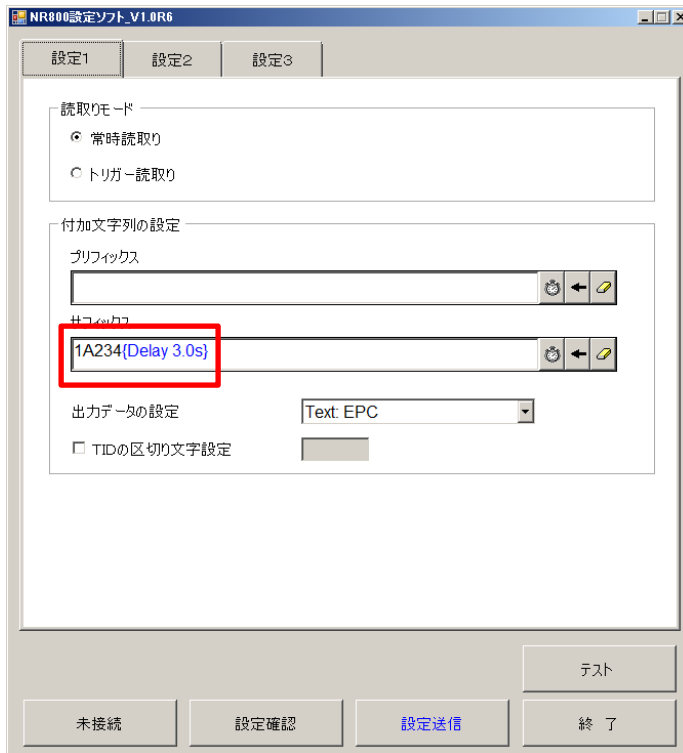 NR800設定ソフト_V1.0R6
設定1 設定2 設定3
読取りモード
常時読取り
トリガー読取り
付加文字列の設定
プリフィックス
サフィックス
1A234{Delay 3.0s}
出力データの設定 Text: EPC
TIDの区切り文字設定
テスト
未接続 設定確認 設定送信 終 了